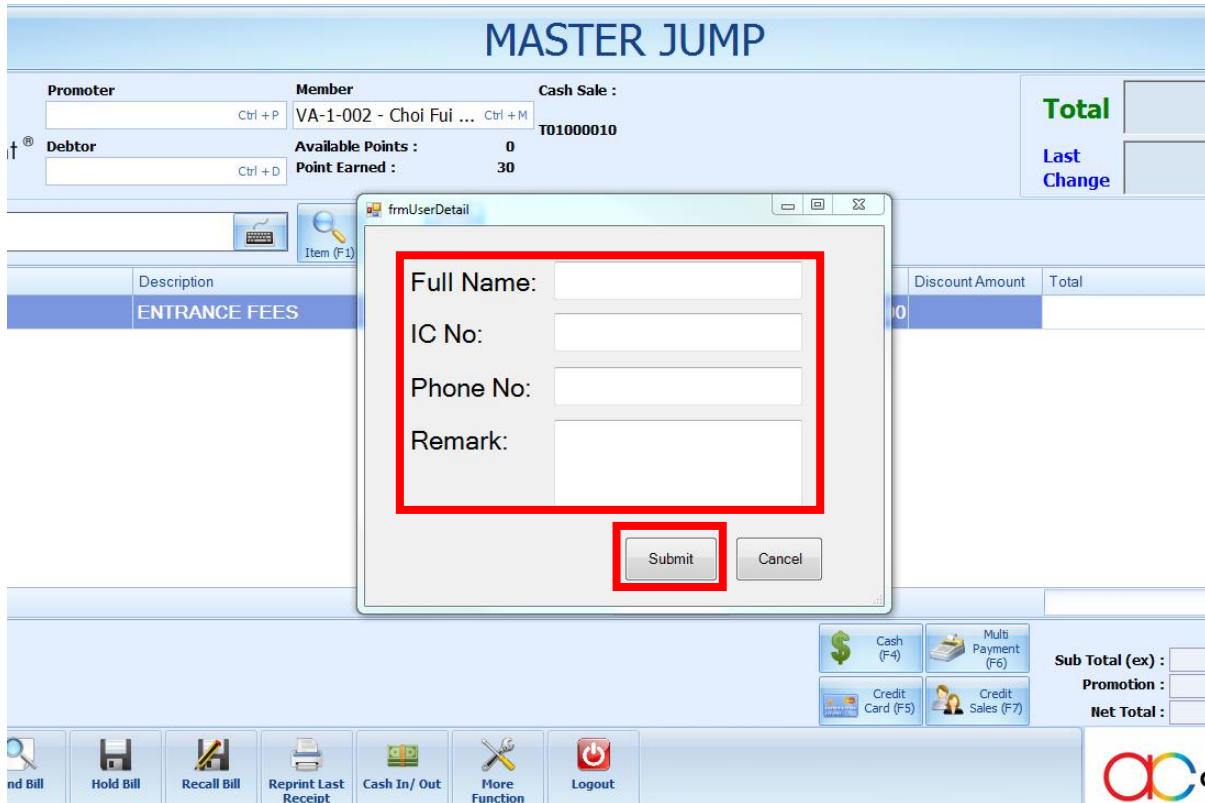 MASTER JUMP
Promoter
Ctrl + P
Member
VA-1-002 - Choi Fui ... Ctrl + M
Cash Sale :
T01000010
Total
Debtor
Ctrl + D
Available Points : 0
Point Earned : 30
Last
Change
Item (F1)
frmUserDetail
Full Name:
IC No:
Phone No:
Remark:
Submit
Cancel
Description
Discount Amount
Total
ENTRANCE FEES
Cash
(F4)
Multi
Payment
(F6)
Credit
Card (F5)
Credit
Sales (F7)
Sub Total (ex) :
Promotion :
Net Total :
Hold Bill
Recall Bill
Reprint Last
Receipt
Cash In/ Out
More
Function
Logout